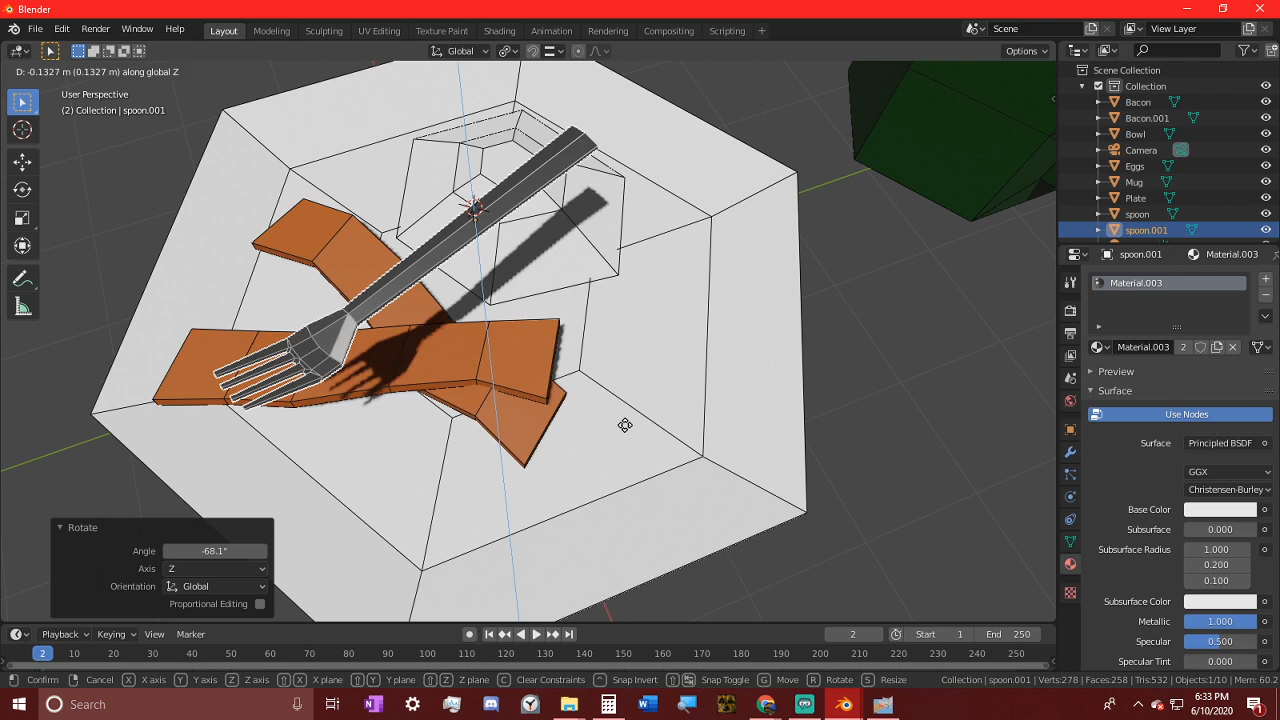 Blender
File Edit Render Window Help
Layout Modeling Sculpting UV Editing Texture Paint Shading Animation Rendering Compositing Scripting +
Scene
View Layer
Global
Options
D: -0.1327 m (0.1327 m) along global Z
User Perspective
(2) Collection | spoon.001
Scene Collection
Collection
Bacon
Bacon.001
Bowl
Camera
Eggs
Mug
Plate
spoon
spoon.001
spoon.001 Material.003
Material.003
Material.003 2
Preview
Surface
Use Nodes
Surface Principled BSDF
GGX
Christensen-Burley
Base Color
Subsurface 0.000
Subsurface Radius 1.000
0.200
0.100
Subsurface Color
Metallic 1.000
Specular 0.500
Specular Tint 0.000
Rotate
Angle -68.1°
Axis Z
Orientation Global
Proportional Editing
Playback Keying View Marker
2 Start 1 End 250
2 10 20 30 40 50 60 70 80 90 100 110 120 130 140 150 160 170 180 190 200 210 220 230 240 250
Confirm Cancel X X axis Y Y axis Z Z axis X X plane Y Y plane Z Z plane C Clear Constraints Snap Invert Snap Toggle G Move R Rotate S Resize Collection | spoon.001 | Verts:278 | Faces:258 | Tris:532 | Objects:1/10 | Mem: 60.2
Search
6:33 PM
6/10/2020